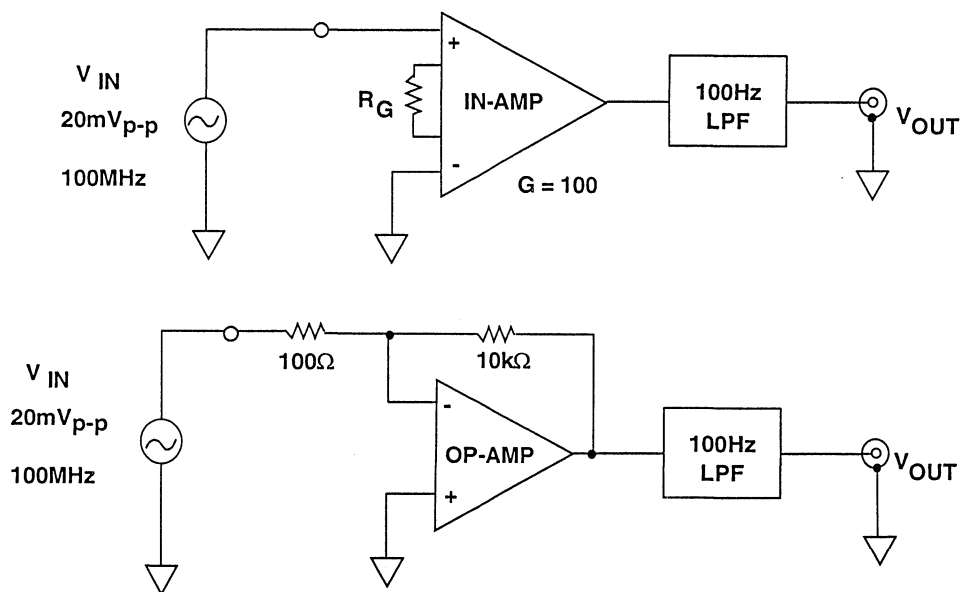 V IN
20mVp-p
100MHz
+
RG
IN-AMP
-
G = 100
100Hz
LPF
VOUT
100Ω
10kΩ
V IN
20mVp-p
100MHz
-
OP-AMP
+
100Hz
LPF
VOUT